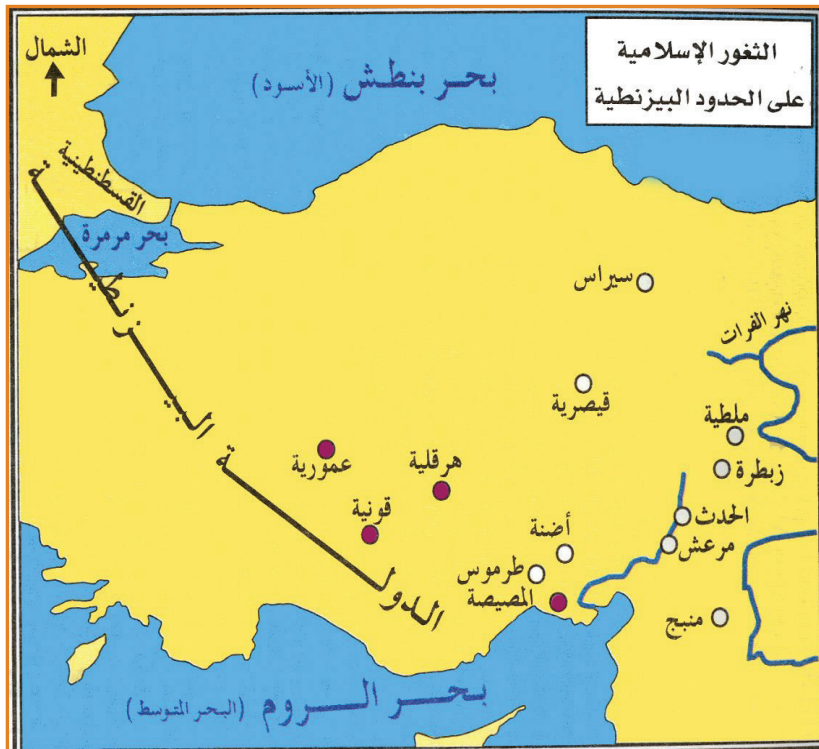 الثغور الإسلامية
على الحدود البيزنطية
الشمال
بحر بنطش (الأسود)
القسطنطينية
بحر مرمرة
الدولة البيزنطية
سيراس
نهر الفرات
قيصرية
ملطية
زبطرة
عمورية
هرقلية
قونية
الحدث
مرعش
أضنة
طرموس
المصيصة
منبج
بحر الروم (البحر المتوسط)